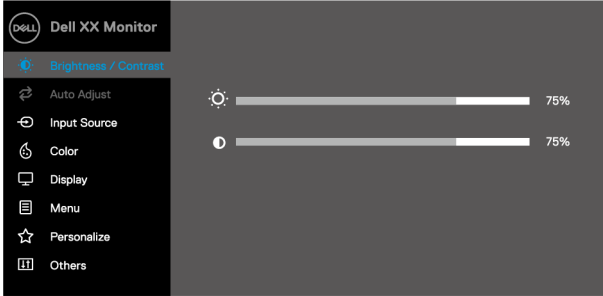 DELL Dell XX Monitor
Brightness / Contrast
Auto Adjust
75%
Input Source
Color
75%
Display
Menu
Personalize
Others